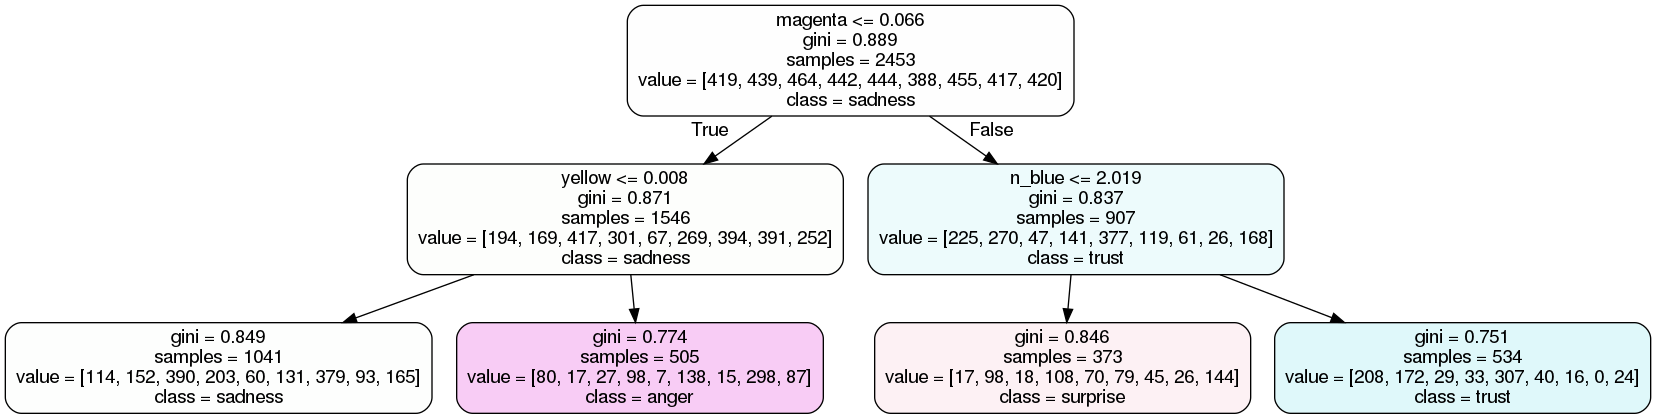 magenta <= 0.066
gini = 0.889
samples = 2453
value = [419, 439, 464, 442, 444, 388, 455, 417, 420]
class = sadness
True
False
yellow <= 0.008
gini = 0.871
samples = 1546
value = [194, 169, 417, 301, 67, 269, 394, 391, 252]
class = sadness
n_blue <= 2.019
gini = 0.837
samples = 907
value = [225, 270, 47, 141, 377, 119, 61, 26, 168]
class = trust
gini = 0.849
samples = 1041
value = [114, 152, 390, 203, 60, 131, 379, 93, 165]
class = sadness
gini = 0.774
samples = 505
value = [80, 17, 27, 98, 7, 138, 15, 298, 87]
class = anger
gini = 0.846
samples = 373
value = [17, 98, 18, 108, 70, 79, 45, 26, 144]
class = surprise
gini = 0.751
samples = 534
value = [208, 172, 29, 33, 307, 40, 16, 0, 24]
class = trust